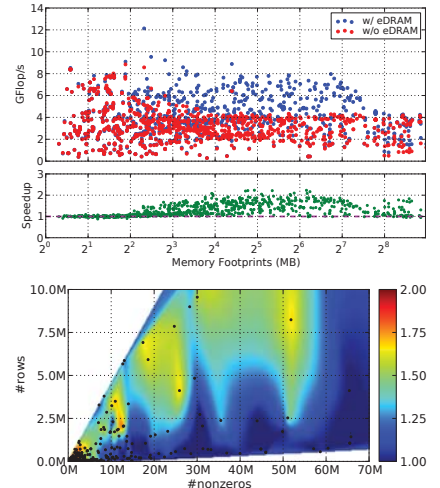 14
12
10
8
6
4
2
0
GFlop/s
w/ eDRAM
w/o eDRAM
3
2
1
0
Speedup
2^0 2^1 2^2 2^3 2^4 2^5 2^6 2^7 2^8
Memory Footprints (MB)
10.0M
7.5M
5.0M
2.5M
0.0M
#rows
0M 10M 20M 30M 40M 50M 60M 70M
#nonzeros
2.00
1.75
1.50
1.25
1.00